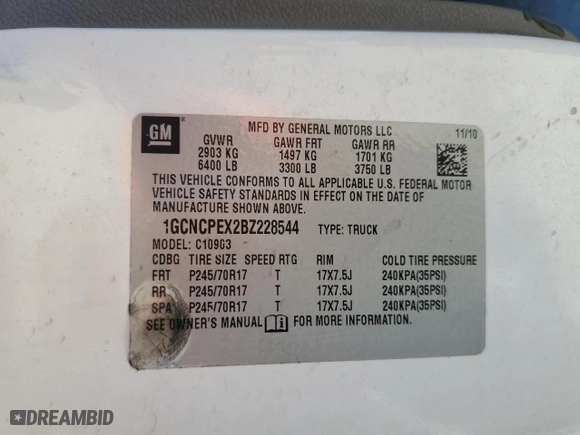 GM
MFD BY GENERAL MOTORS LLC 11/10
GVWR GAWR FRT GAWR RR
2903 KG 1497 KG 1701 KG
6400 LB 3300 LB 3750 LB
THIS VEHICLE CONFORMS TO ALL APPLICABLE U.S. FEDERAL MOTOR
VEHICLE SAFETY STANDARDS IN EFFECT ON THE DATE OF
MANUFACTURE SHOWN ABOVE.
1GCNCPEX2BZ228544 TYPE: TRUCK
MODEL: C10903
CDBG TIRE SIZE SPEED RTG RIM COLD TIRE PRESSURE
FRT P245/70R17 T 17X7.5J 240KPA(35PSI)
RR P245/70R17 T 17X7.5J 240KPA(35PSI)
SPA P245/70R17 T 17X7.5J 240KPA(35PSI)
SEE OWNER'S MANUAL FOR MORE INFORMATION.
DREAMBID